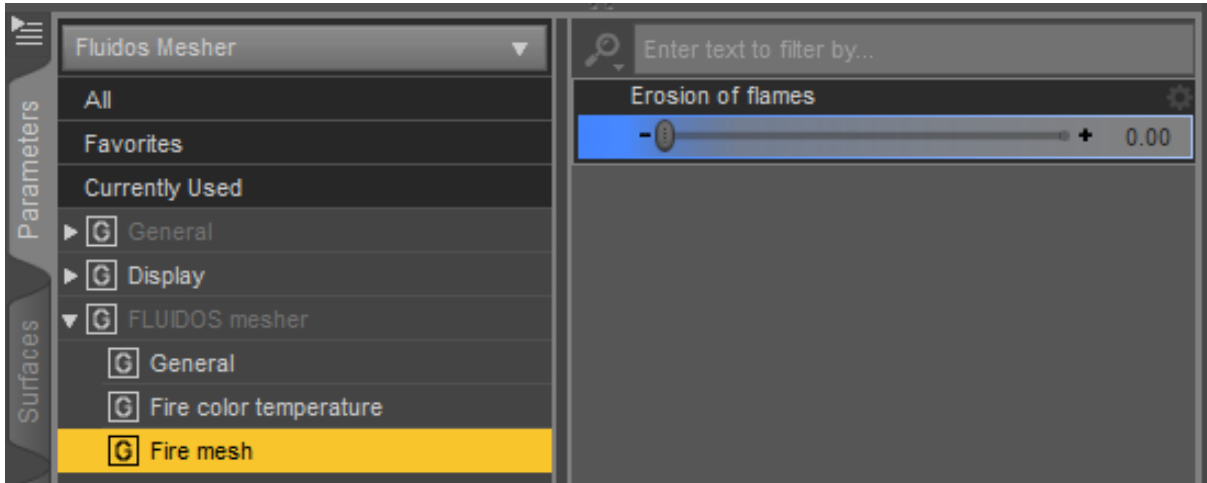 Parameters
Surfaces
Fluidos Mesher
All
Favorites
Currently Used
G General
G Display
G FLUIDOS mesher
G General
G Fire color temperature
G Fire mesh
Enter text to filter by...
Erosion of flames
- + 0.00